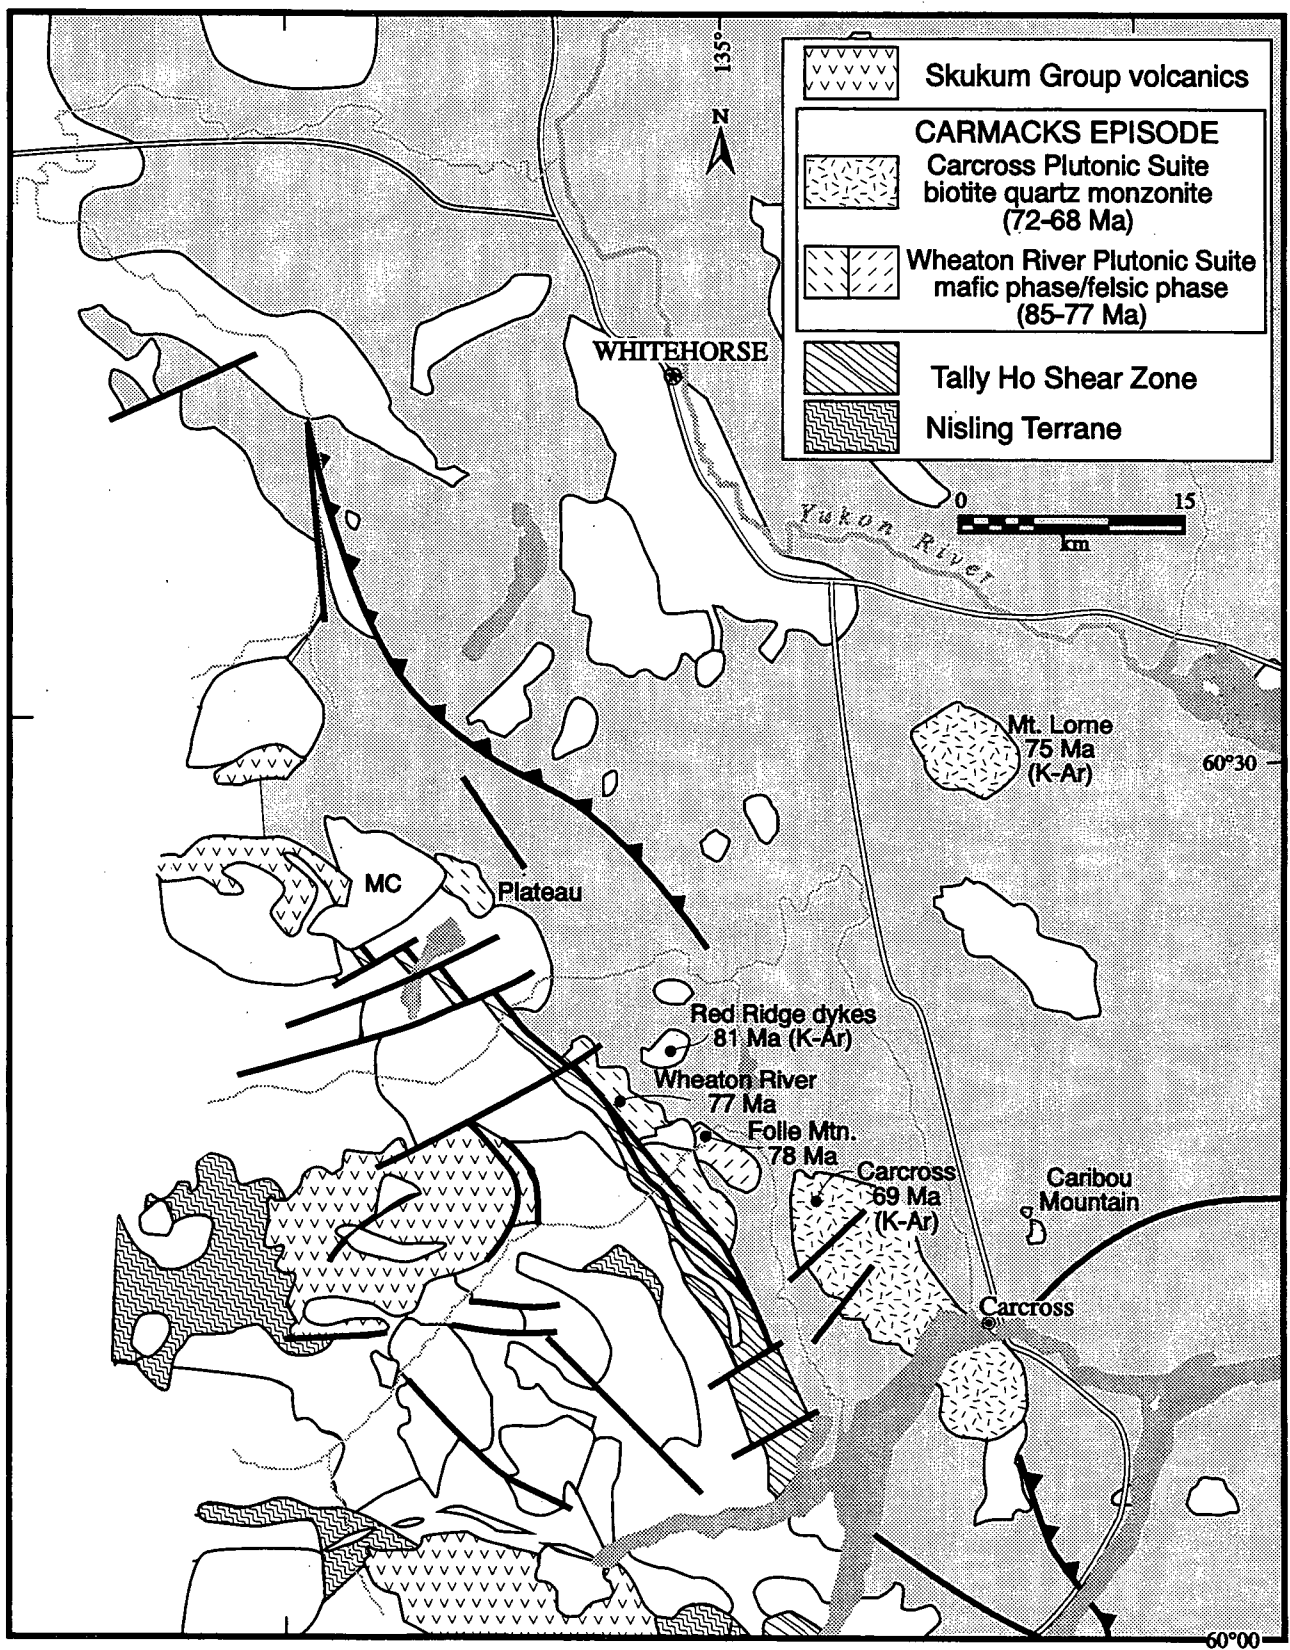 135°
N
Skukum Group volcanics
CARMACKS EPISODE
Carcross Plutonic Suite
biotite quartz monzonite
(72-68 Ma)
Wheaton River Plutonic Suite
mafic phase/felsic phase
(85-77 Ma)
Tally Ho Shear Zone
Nisling Terrane
WHITEHORSE
0 15
km
Yukon River
Mt. Lorne
75 Ma
(K-Ar)
60°30
MC
Plateau
Red Ridge dykes
81 Ma (K-Ar)
Wheaton River
77 Ma
Folle Mtn.
78 Ma
Carcross
69 Ma
(K-Ar)
Caribou
Mountain
Carcross
60°00